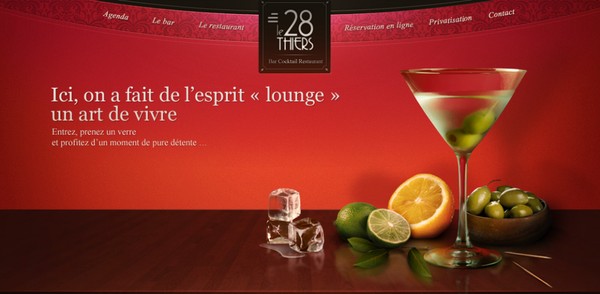 Agenda
Le bar
Le restaurant
le 28
THIERS
Bar Cocktail Restaurant
Réservation en ligne
Privatisation
Contact
Ici, on a fait de l'esprit « lounge »
un art de vivre
Entrez, prenez un verre
et profitez d'un moment de pure détente ...